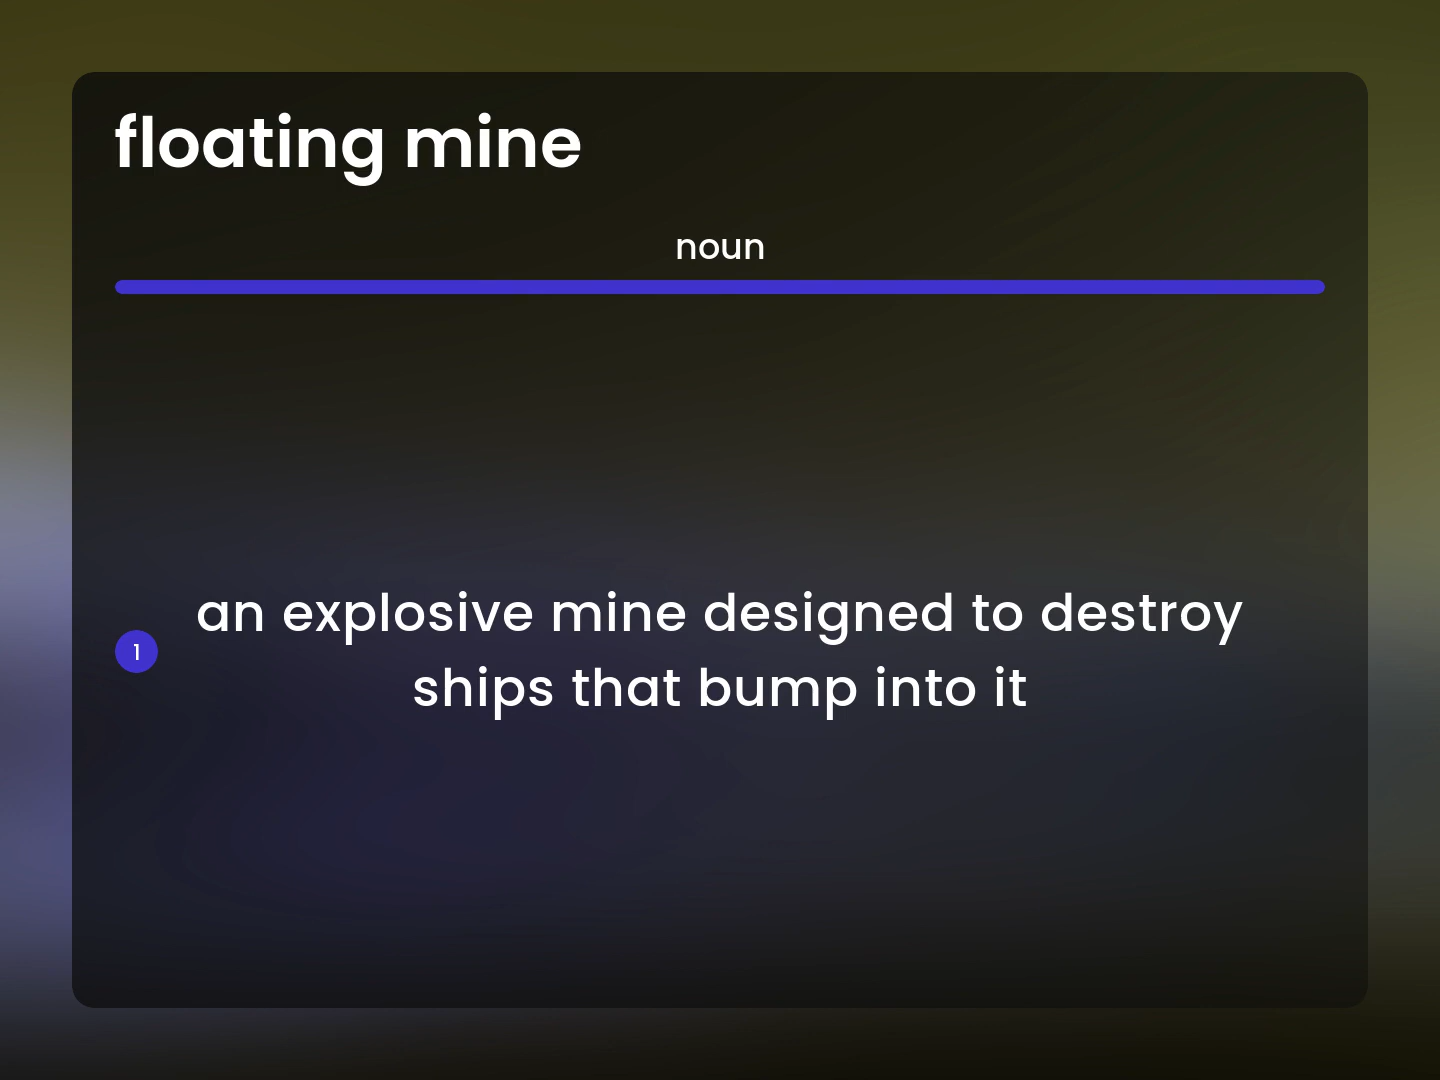 floating mine
noun
1
an explosive mine designed to destroy
ships that bump into it